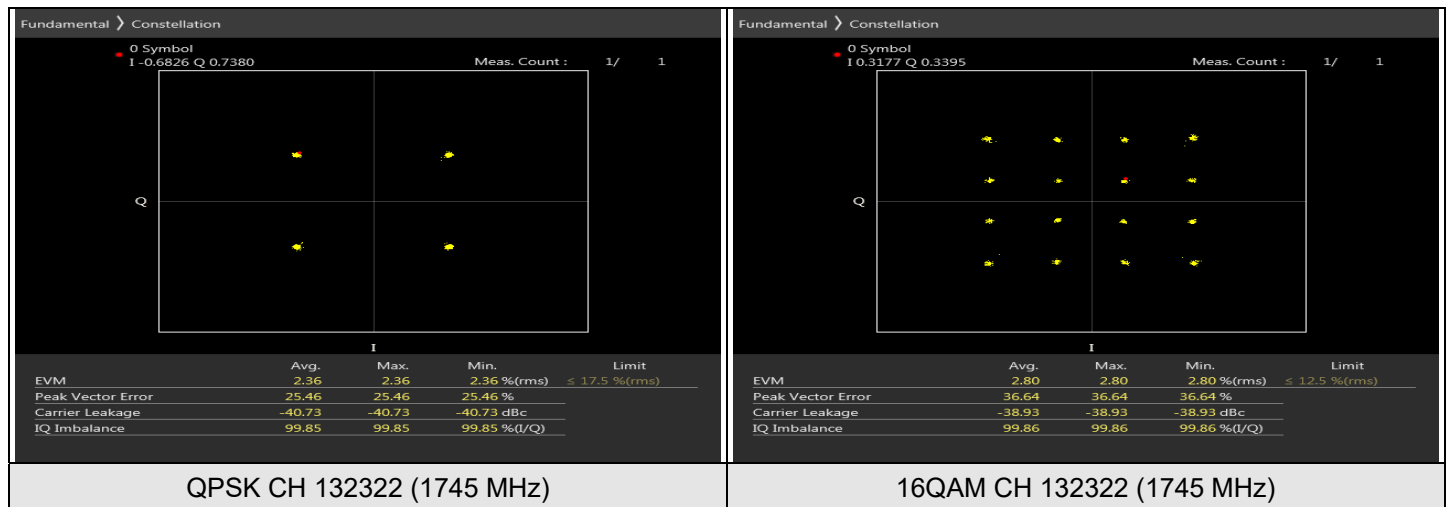 Fundamental ❯ Constellation
0 Symbol
I -0.6826 Q 0.7380 Meas. Count : 1/ 1
Q
I
Avg. Max. Min. Limit
EVM 2.36 2.36 2.36 %(rms) ≤ 17.5 %(rms)
Peak Vector Error 25.46 25.46 25.46 %
Carrier Leakage -40.73 -40.73 -40.73 dBc
IQ Imbalance 99.85 99.85 99.85 %(I/Q)
QPSK CH 132322 (1745 MHz)
Fundamental ❯ Constellation
0 Symbol
I 0.3177 Q 0.3395 Meas. Count : 1/ 1
Q
I
Avg. Max. Min. Limit
EVM 2.80 2.80 2.80 %(rms) ≤ 12.5 %(rms)
Peak Vector Error 36.64 36.64 36.64 %
Carrier Leakage -38.93 -38.93 -38.93 dBc
IQ Imbalance 99.86 99.86 99.86 %(I/Q)
16QAM CH 132322 (1745 MHz)